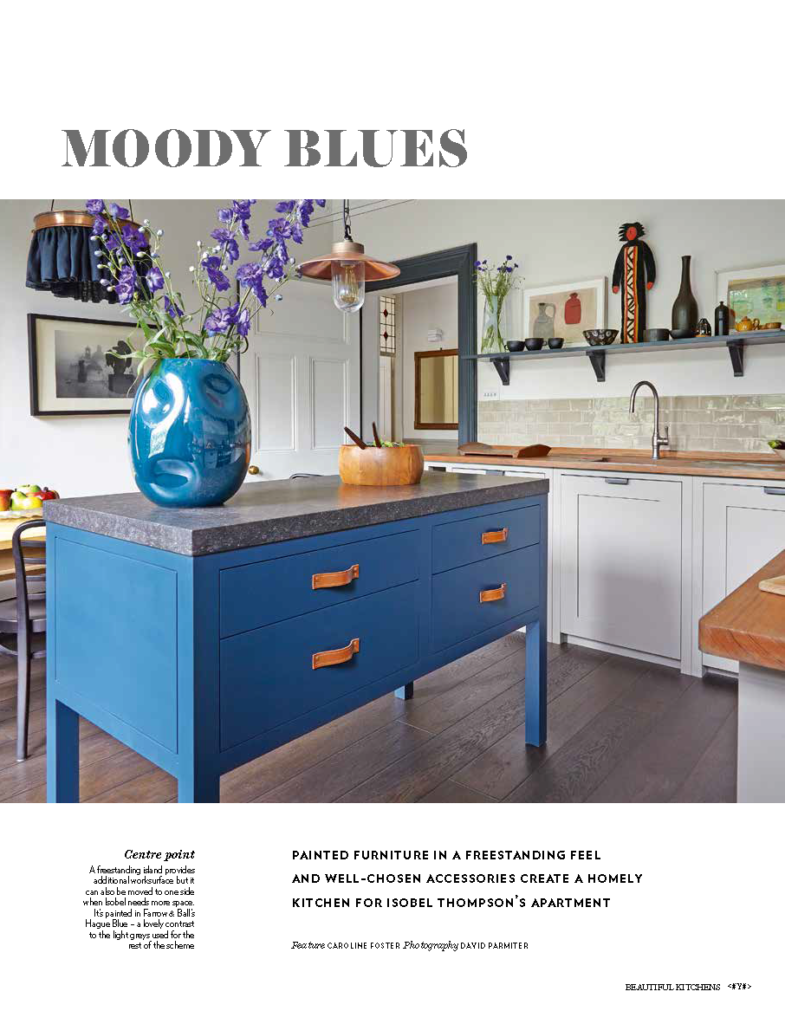 MOODY BLUES
Centre point
A freestanding island provides
additional worksurface but it
can also be moved to one side
when Isobel needs more space.
It's painted in Farrow & Ball's
Hague Blue – a lovely contrast
to the light greys used for the
rest of the scheme
PAINTED FURNITURE IN A FREESTANDING FEEL
AND WELL-CHOSEN ACCESSORIES CREATE A HOMELY
KITCHEN FOR ISOBEL THOMPSON'S APARTMENT
Feature CAROLINE FOSTER Photography DAVID PARMITER
BEAUTIFUL KITCHENS <#Y#>